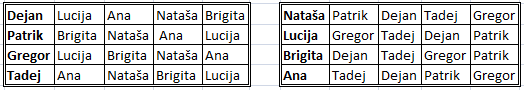 Dejan Lucija Ana Nataša Brigita
Patrik Brigita Nataša Ana Lucija
Gregor Lucija Brigita Nataša Ana
Tadej Ana Nataša Brigita Lucija
Nataša Patrik Dejan Tadej Gregor
Lucija Gregor Tadej Dejan Patrik
Brigita Dejan Tadej Gregor Patrik
Ana Tadej Dejan Patrik Gregor